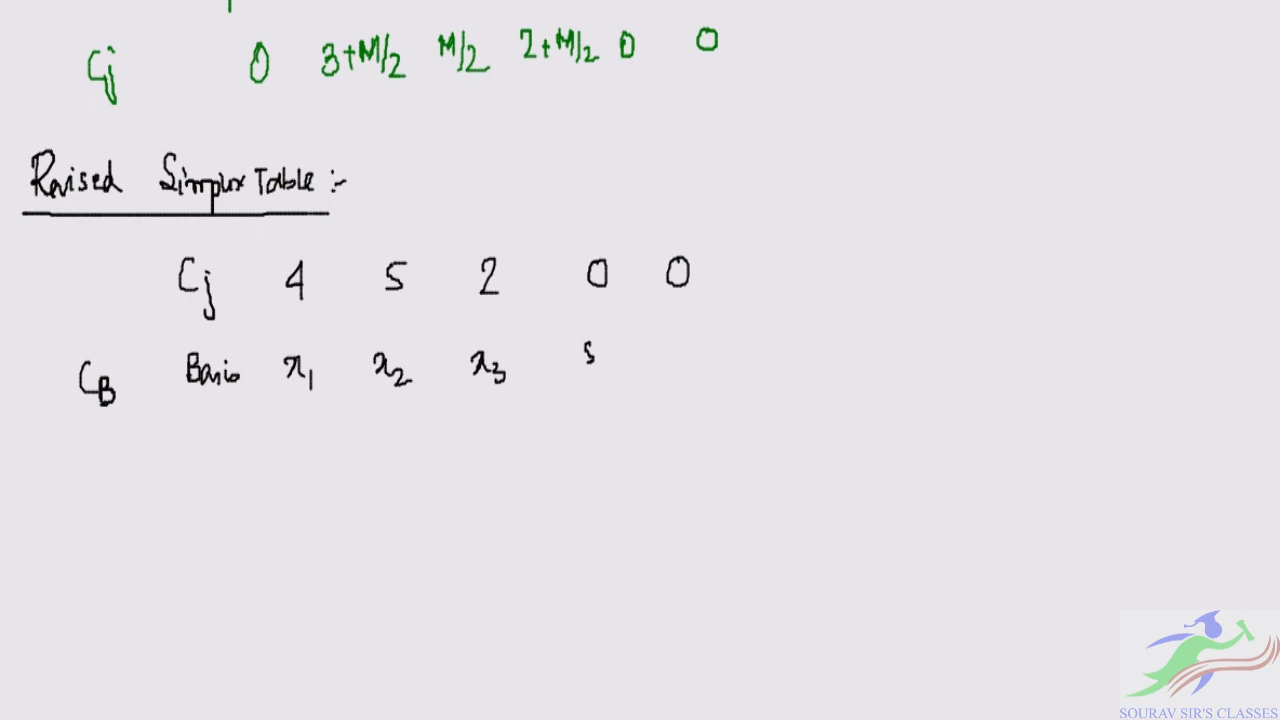 Cj 0 3+M/2 M/2 2+M/2 0 0
Revised Simplex Table :-
Cj 4 5 2 0 0
CB Basic x1 x2 x3 s
SOURAV SIR'S CLASSES